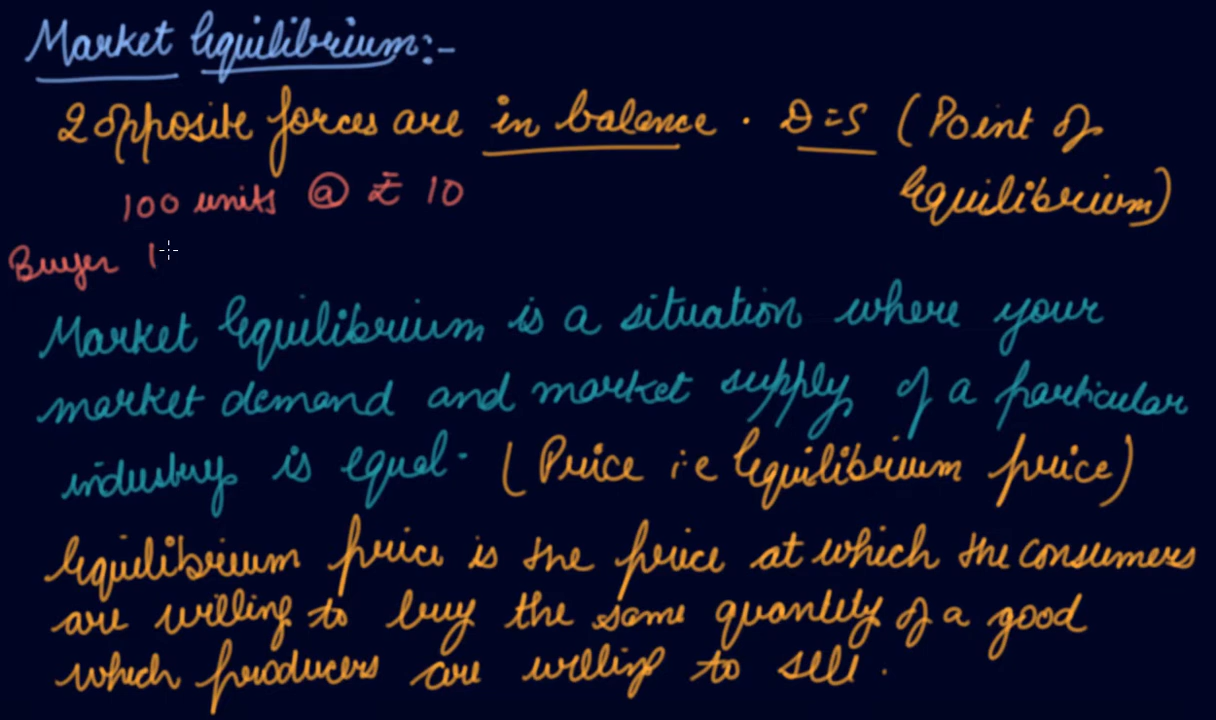 Market Equilibrium:-
2 opposite forces are in balance. D=S (Point of
Equilibrium)
100 units @ ₹ 10
Buyer 1
Market Equilibrium is a situation where your
market demand and market supply of a particular
industry is equal. (Price i.e Equilibrium price)
Equilibrium price is the price at which the consumers
are willing to buy the same quantity of a good
which producers are willing to sell.